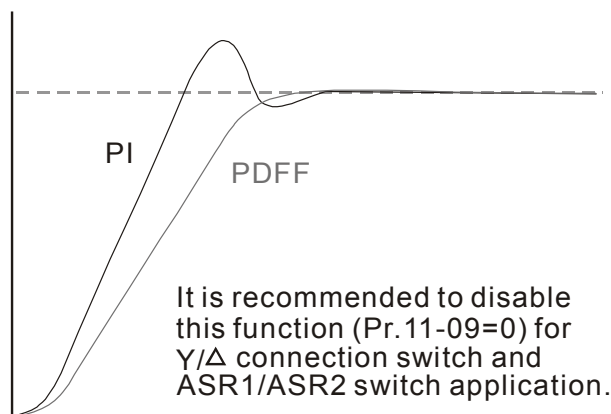 PI
PDFF
It is recommended to disable
this function (Pr.11-09=0) for
Y/Δ connection switch and
ASR1/ASR2 switch application.